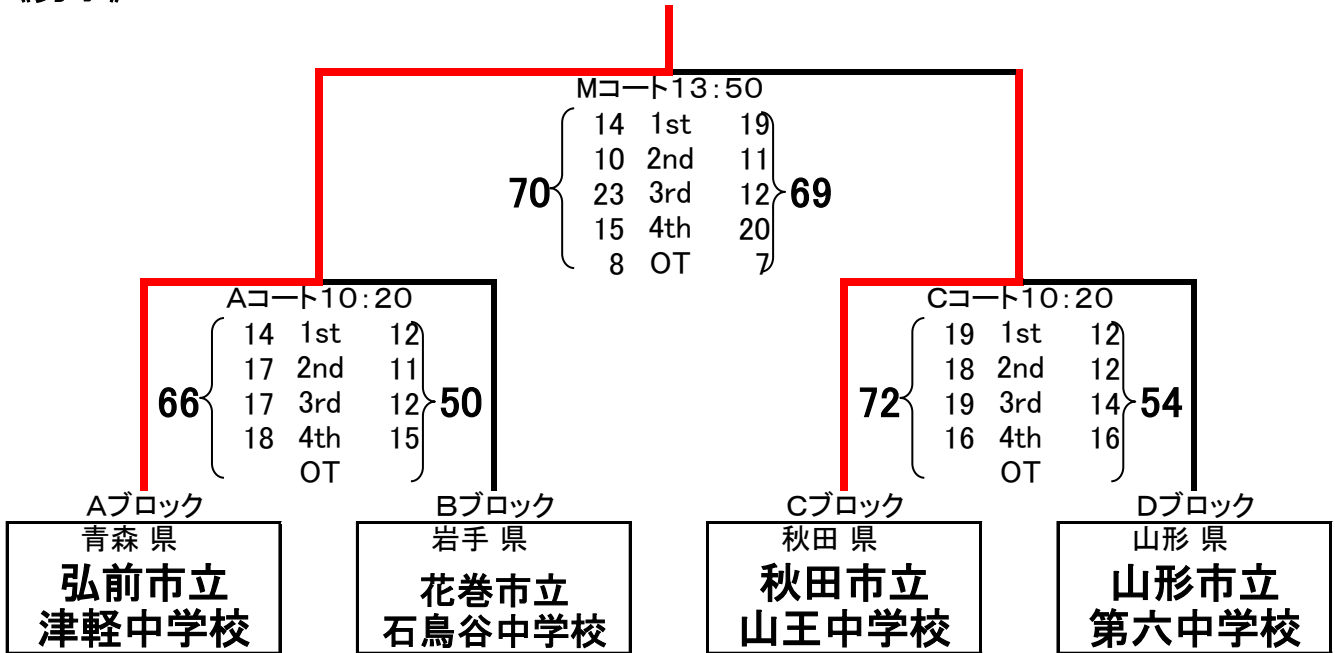 Mコート13:50
14 1st 19
10 2nd 11
70 23 3rd 12 69
15 4th 20
8 OT 7
Aコート10:20
14 1st 12
17 2nd 11
66 17 3rd 12 50
18 4th 15
OT
Cコート10:20
19 1st 12
18 2nd 12
72 19 3rd 14 54
16 4th 16
OT
Aブロック
青森 県
弘前市立
津軽中学校
Bブロック
岩手 県
花巻市立
石鳥谷中学校
Cブロック
秋田 県
秋田市立
山王中学校
Dブロック
山形 県
山形市立
第六中学校